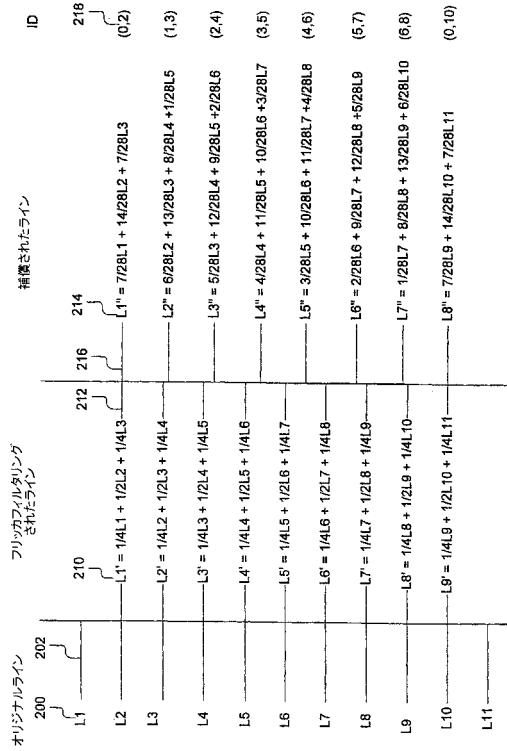 オリジナルライン
フリッカフィルタリング
されたライン
補償されたライン
ID
200
202
210
212
216
214
218
L1
L2
L3
L4
L5
L6
L7
L8
L9
L10
L11
L1' = 1/4L1 + 1/2L2 + 1/4L3
L2' = 1/4L2 + 1/2L3 + 1/4L4
L3' = 1/4L3 + 1/2L4 + 1/4L5
L4' = 1/4L4 + 1/2L5 + 1/4L6
L5' = 1/4L5 + 1/2L6 + 1/4L7
L6' = 1/4L6 + 1/2L7 + 1/4L8
L7' = 1/4L7 + 1/2L8 + 1/4L9
L8' = 1/4L8 + 1/2L9 + 1/4L10
L9' = 1/4L9 + 1/2L10 + 1/4L11
L1" = 7/28L1 + 14/28L2 + 7/28L3
(0,2)
L2" = 6/28L2 + 13/28L3 + 8/28L4 +1/28L5
(1,3)
L3" = 5/28L3 + 12/28L4 + 9/28L5 +2/28L6
(2,4)
L4" = 4/28L4 + 11/28L5 + 10/28L6 +3/28L7
(3,5)
L5" = 3/28L5 + 10/28L6 + 11/28L7 +4/28L8
(4,6)
L6" = 2/28L6 + 9/28L7 + 12/28L8 +5/28L9
(5,7)
L7" = 1/28L7 + 8/28L8 + 13/28L9 + 6/28L10
(6,8)
L8" = 7/28L9 + 14/28L10 + 7/28L11
(0,10)